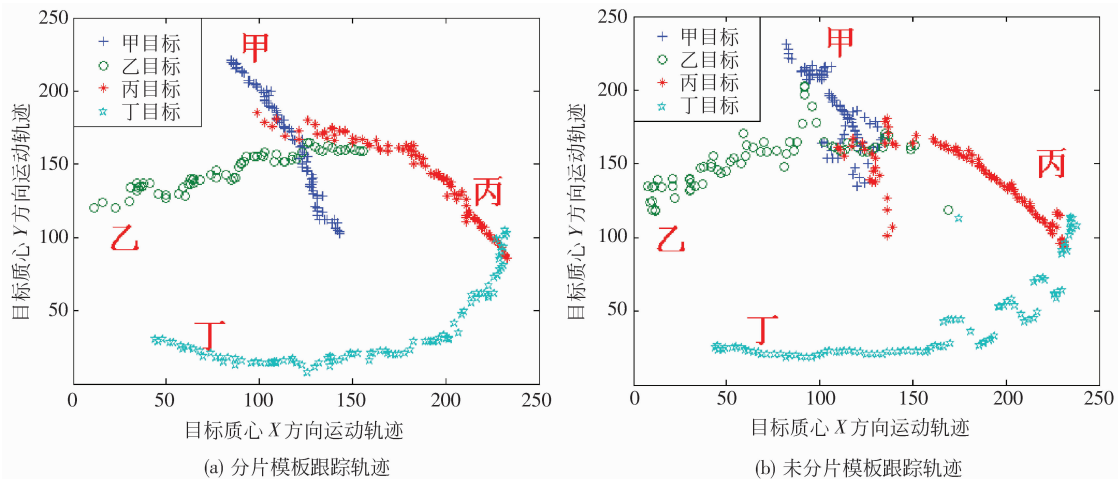 甲目标
乙目标
丙目标
丁目标
甲
乙
丙
丁
250
200
150
100
50
0
50
100
150
200
250
目标质心 Y 方向运动轨迹
目标质心 X 方向运动轨迹
(a) 分片模板跟踪轨迹
甲目标
乙目标
丙目标
丁目标
甲
乙
丙
丁
250
200
150
100
50
0
50
100
150
200
250
目标质心 Y 方向运动轨迹
目标质心 X 方向运动轨迹
(b) 未分片模板跟踪轨迹